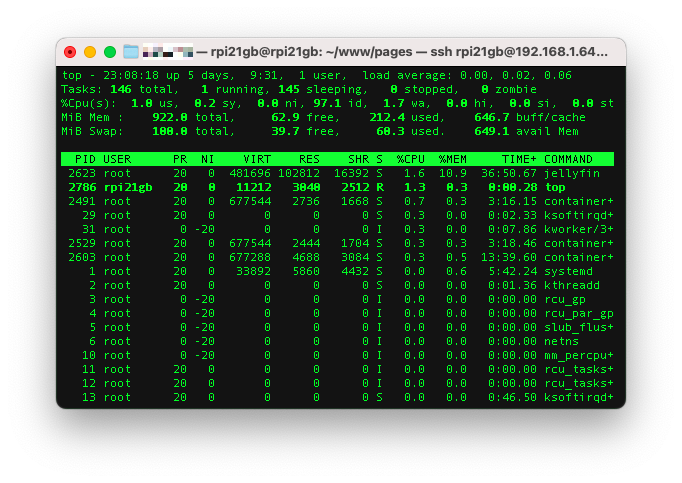 — rpi21gb@rpi21gb: ~/www/pages — ssh rpi21gb@192.168.1.64...
top - 23:08:18 up 5 days,  9:31,  1 user,  load average: 0.00, 0.02, 0.06
Tasks: 146 total,   1 running, 145 sleeping,   0 stopped,   0 zombie
%Cpu(s):  1.0 us,  0.2 sy,  0.0 ni, 97.1 id,  1.7 wa,  0.0 hi,  0.0 si,  0.0 st
MiB Mem :    922.0 total,     62.9 free,    212.4 used,    646.7 buff/cache
MiB Swap:    100.0 total,     39.7 free,     60.3 used.    649.1 avail Mem
PID USER      PR  NI    VIRT    RES    SHR S  %CPU  %MEM     TIME+ COMMAND
2623 root      20   0  481696 102812  16392 S   1.6  10.9  36:50.67 jellyfin
2786 rpi21gb   20   0   11212   3040   2512 R   1.3   0.3   0:00.28 top
2491 root      20   0  677544   2736   1668 S   0.7   0.3   3:16.15 container+
29 root      20   0       0      0      0 S   0.3   0.0   0:02.33 ksoftirqd+
31 root       0 -20       0      0      0 I   0.3   0.0   0:07.86 kworker/3+
2529 root      20   0  677544   2444   1704 S   0.3   0.3   3:18.46 container+
2603 root      20   0  677288   4688   3084 S   0.3   0.5  13:39.60 container+
1 root      20   0   33892   5860   4432 S   0.0   0.6   5:42.24 systemd
2 root      20   0       0      0      0 S   0.0   0.0   0:01.36 kthreadd
3 root       0 -20       0      0      0 I   0.0   0.0   0:00.00 rcu_gp
4 root       0 -20       0      0      0 I   0.0   0.0   0:00.00 rcu_par_gp
5 root       0 -20       0      0      0 I   0.0   0.0   0:00.00 slub_flus+
6 root       0 -20       0      0      0 I   0.0   0.0   0:00.00 netns
10 root       0 -20       0      0      0 I   0.0   0.0   0:00.00 mm_percpu+
11 root      20   0       0      0      0 I   0.0   0.0   0:00.00 rcu_tasks+
12 root      20   0       0      0      0 I   0.0   0.0   0:00.00 rcu_tasks+
13 root      20   0       0      0      0 S   0.0   0.0   0:46.50 ksoftirqd+